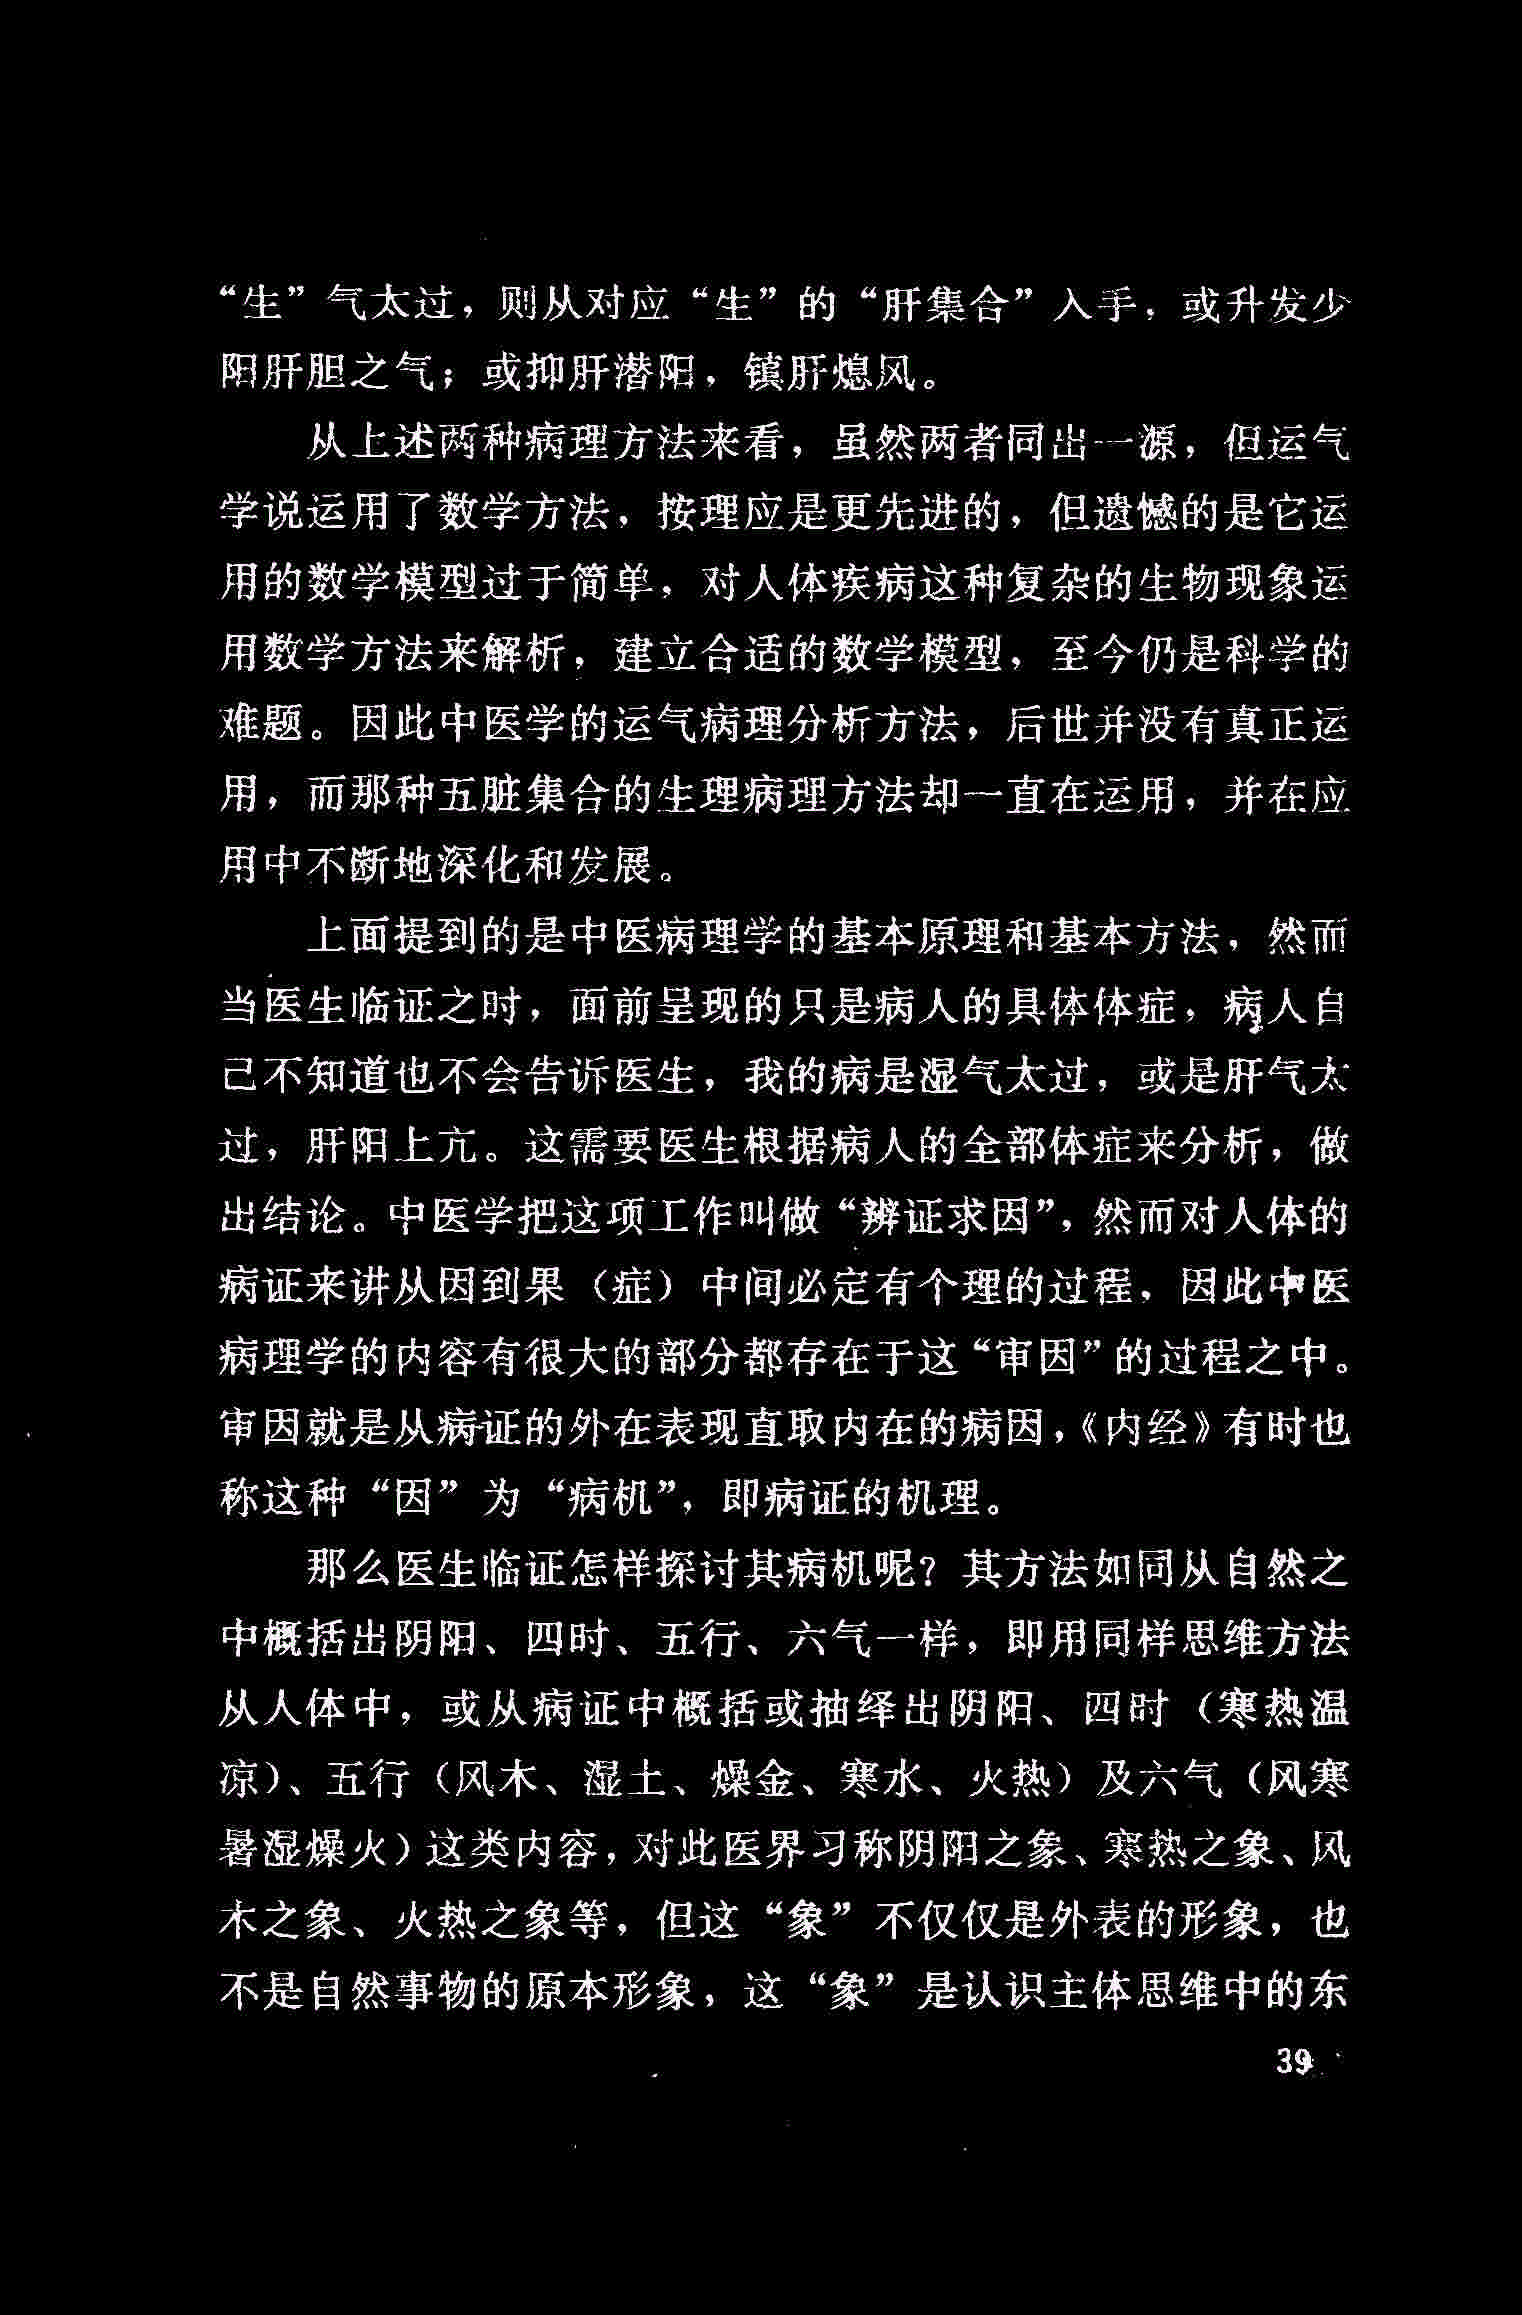 “生”气太过，则从对应“生”的“肝集合”入手，或升发少
阳肝胆之气；或抑肝潜阳，镇肝熄风。
从上述两种病理方法来看，虽然两者同出一源，但运气
学说运用了数学方法，按理应是更先进的，但遗憾的是它运
用的数学模型过于简单，对人体疾病这种复杂的生物现象运
用数学方法来解析，建立合适的数学模型，至今仍是科学的
难题。因此中医学的运气病理分析方法，后世并没有真正运
用，而那种五脏集合的生理病理方法却一直在运用，并在应
用中不断地深化和发展。
上面提到的是中医病理学的基本原理和基本方法，然而
当医生临证之时，面前呈现的只是病人的具体体症，病人自
己不知道也不会告诉医生，我的病是湿气太过，或是肝气太
过，肝阳上亢。这需要医生根据病人的全部体症来分析，做
出结论。中医学把这项工作叫做“辨证求因”，然而对人体的
病证来讲从因到果（症）中间必定有个理的过程，因此中医
病理学的内容有很大的部分都存在于这“审因”的过程之中。
审因就是从病证的外在表现直取内在的病因，《内经》有时也
称这种“因”为“病机”，即病证的机理。
那么医生临证怎样探讨其病机呢？其方法如同从自然之
中概括出阴阳、四时、五行、六气一样，即用同样思维方法
从人体中，或从病证中概括或抽绎出阴阳、四时（寒热温
凉）、五行（风木、湿土、燥金、寒水、火热）及六气（风寒
暑湿燥火）这类内容，对此医界习称阴阳之象、寒热之象、风
木之象、火热之象等，但这“象”不仅仅是外表的形象，也
不是自然事物的原本形象，这“象”是认识主体思维中的东
39